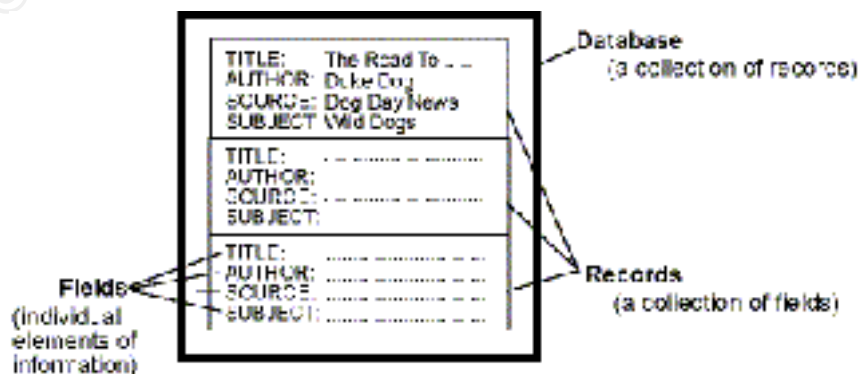 Database
(a collection of records)
TITLE: The Road To ...
AUTHOR: Duke Dog
SOURCE: Dog Day News
SUBJECT: Wild Dogs
TITLE:
AUTHOR:
SOURCE:
SUBJECT:
TITLE:
AUTHOR:
SOURCE:
SUBJECT:
Fields
(individual
elements of
information)
Records
(a collection of fields)